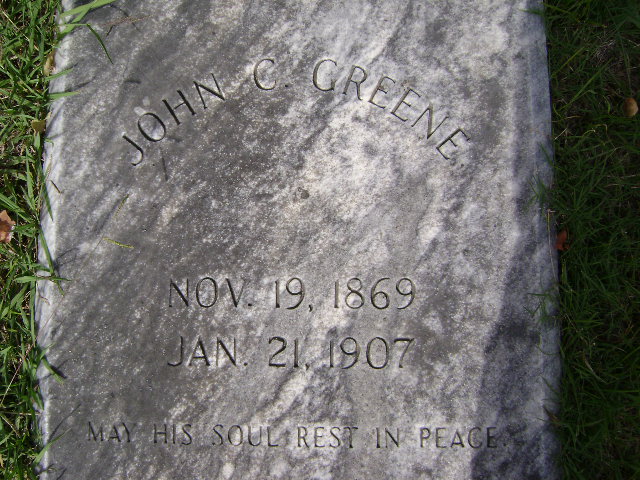 JOHN C. GREENE
NOV. 19, 1869
JAN. 21, 1907
MAY HIS SOUL REST IN PEACE.